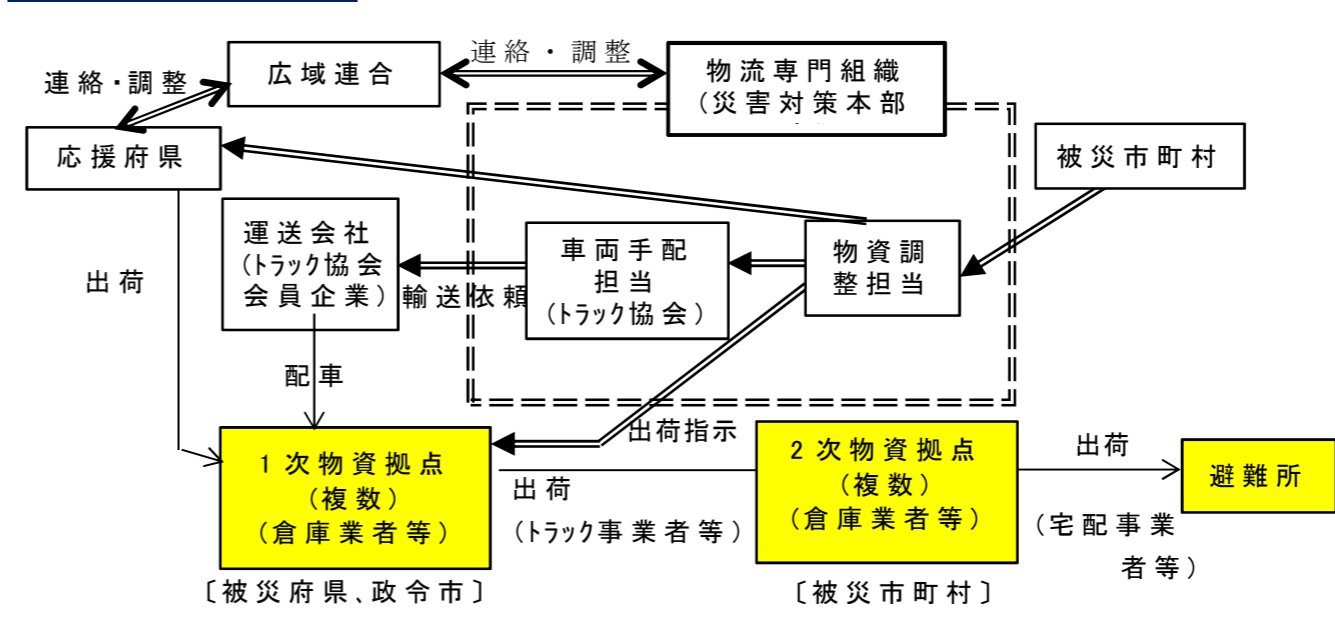 連絡・調整
広域連合
連絡・調整
物流専門組織
(災害対策本部
応援府県
被災市町村
運送会社
(トラック協会
会員企業)
輸送依頼
車両手配
担当
(トラック協会)
物資調
整担当
出荷
配車
出荷指示
1次物資拠点
(複数)
(倉庫業者等)
〔被災府県、政令市〕
出荷
(トラック事業者等)
2次物資拠点
(複数)
(倉庫業者等)
〔被災市町村〕
出荷
(宅配事業
者等)
避難所